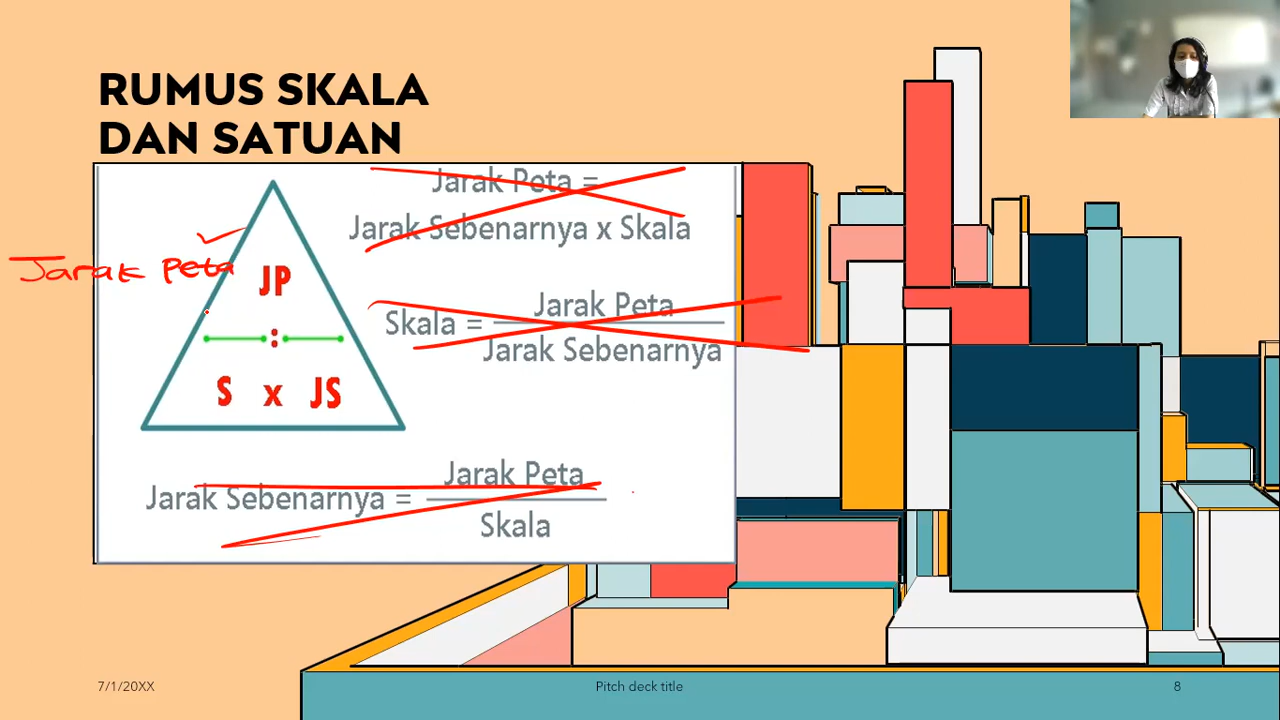 RUMUS SKALA
DAN SATUAN
Jarak Peta =
Jarak Sebenarnya x Skala
Jarak Peta
JP
:
S x JS
Jarak Peta
Skala =
Jarak Sebenarnya
Jarak Peta
Jarak Sebenarnya =
Skala
7/1/20XX
Pitch deck title
8